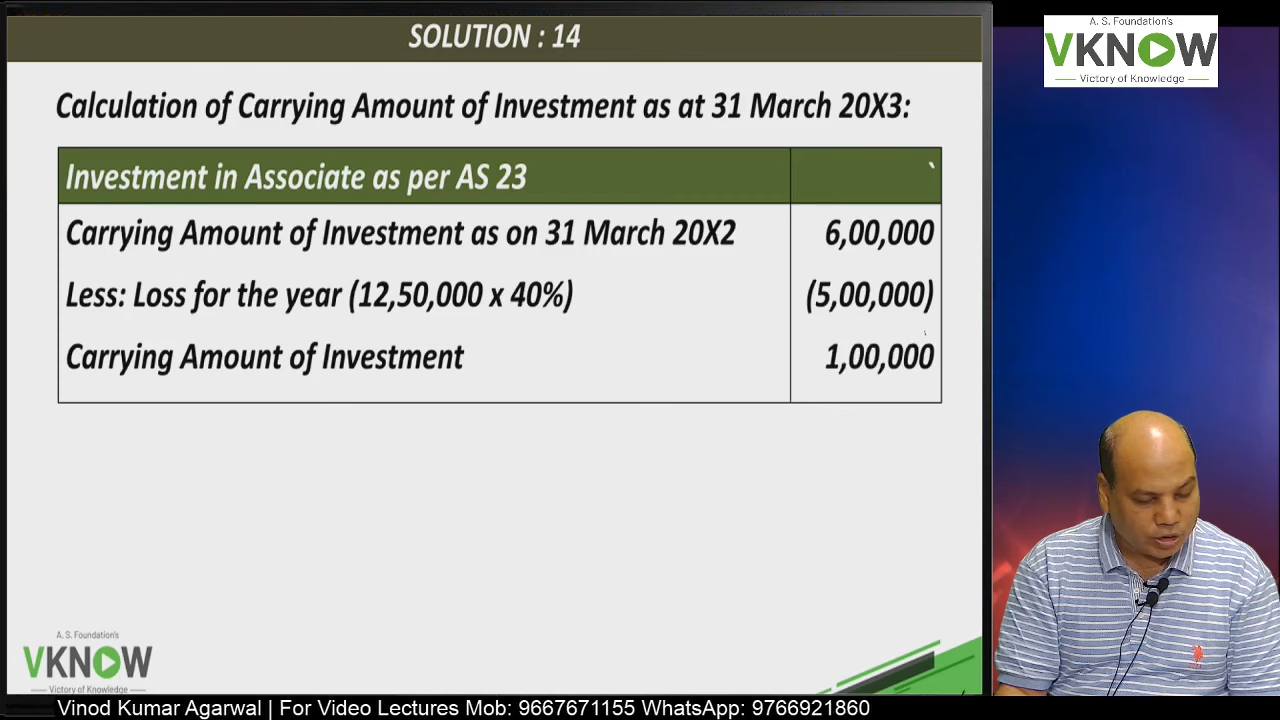 SOLUTION : 14
A. S. Foundation's
VKNOW
Victory of Knowledge
Calculation of Carrying Amount of Investment as at 31 March 20X3:
Investment in Associate as per AS 23 `
Carrying Amount of Investment as on 31 March 20X2 6,00,000
Less: Loss for the year (12,50,000 x 40%) (5,00,000)
Carrying Amount of Investment 1,00,000
A. S. Foundation's
VKNOW
Victory of Knowledge
Vinod Kumar Agarwal | For Video Lectures Mob: 9667671155 WhatsApp: 9766921860